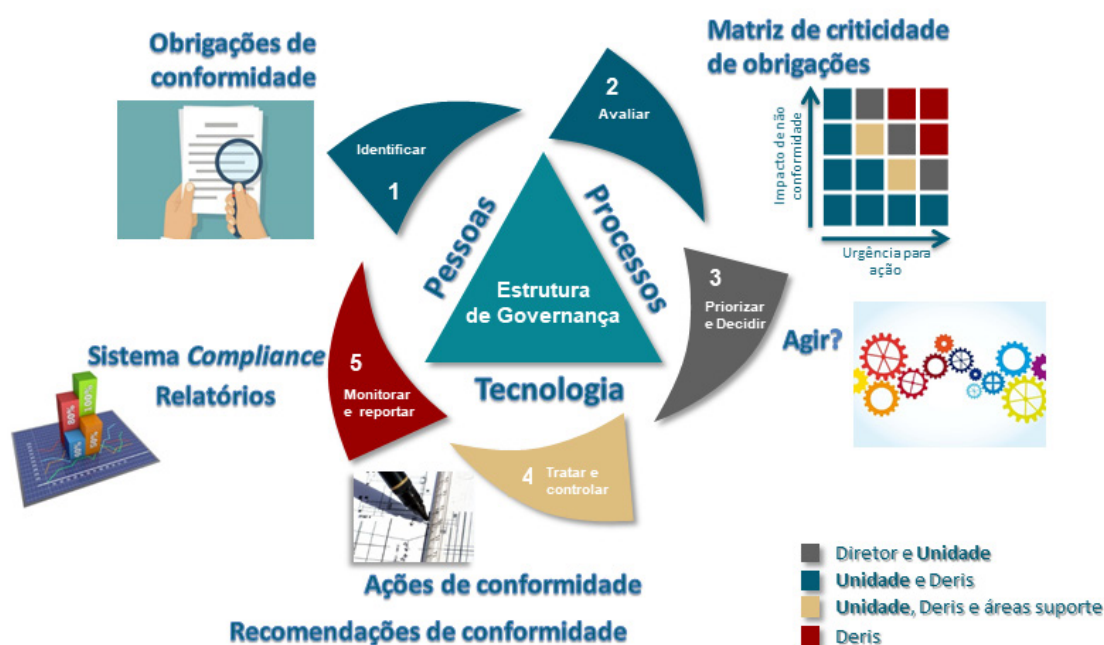 Obrigações de
conformidade
Identificar
1
2
Avaliar
Matriz de criticidade
de obrigações
Impacto de não
conformidade
Urgência para
ação
Pessoas
Processos
Tecnologia
Estrutura
de Governança
3
Priorizar
e Decidir
Agir?
Sistema Compliance
Relatórios
80%
100%
5
Monitorar
e reportar
4
Tratar e
controlar
Ações de conformidade
Recomendações de conformidade
Diretor e Unidade
Unidade e Deris
Unidade, Deris e áreas suporte
Deris